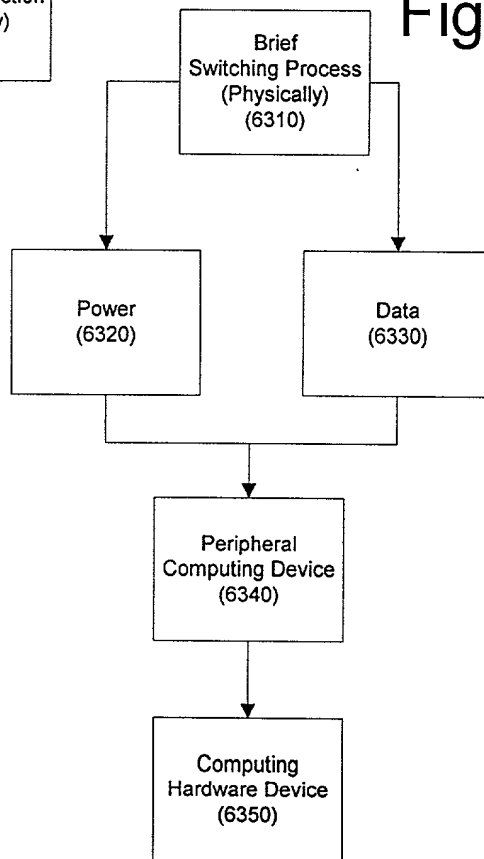 Fig
Brief
Switching Process
(Physically)
(6310)
Power
(6320)
Data
(6330)
Peripheral
Computing Device
(6340)
Computing
Hardware Device
(6350)